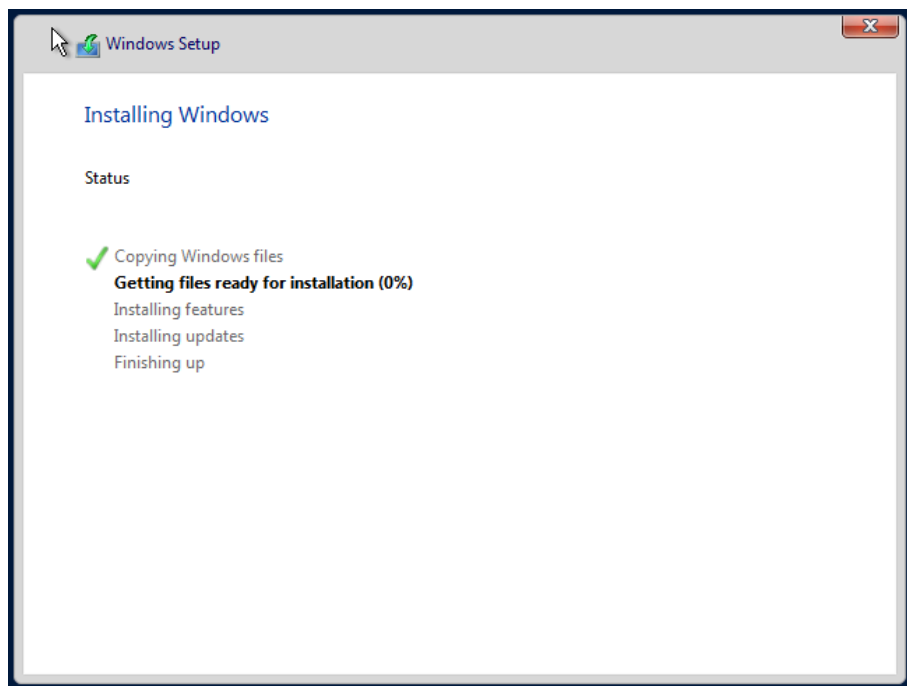 Windows Setup
Installing Windows
Status
Copying Windows files
Getting files ready for installation (0%)
Installing features
Installing updates
Finishing up